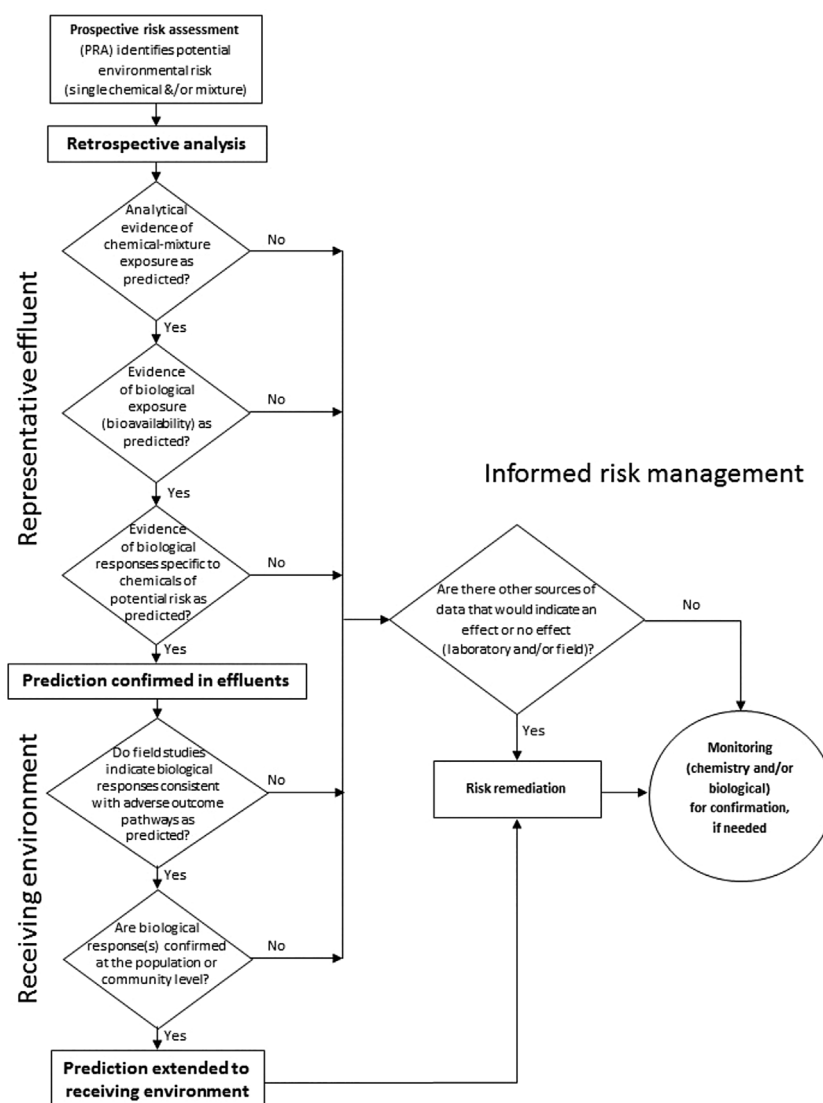 Prospective risk assessment
(PRA) identifies potential
environmental risk
(single chemical &/or mixture)
Retrospective analysis
Representative effluent
Analytical
evidence of
chemical-mixture
exposure as
predicted?
No
Yes
Evidence
of biological
exposure
(bioavailability) as
predicted?
No
Yes
Evidence
of biological
responses specific to
chemicals of
potential risk as
predicted?
No
Yes
Prediction confirmed in effluents
Receiving environment
Do field studies
indicate biological
responses consistent
with adverse outcome
pathways as
predicted?
No
Yes
Are biological
response(s) confirmed
at the population or
community level?
No
Yes
Prediction extended to
receiving environment
Informed risk management
Are there other sources of
data that would indicate an
effect or no effect
(laboratory and/or field)?
No
Yes
Risk remediation
Monitoring
(chemistry and/or
biological)
for confirmation,
if needed